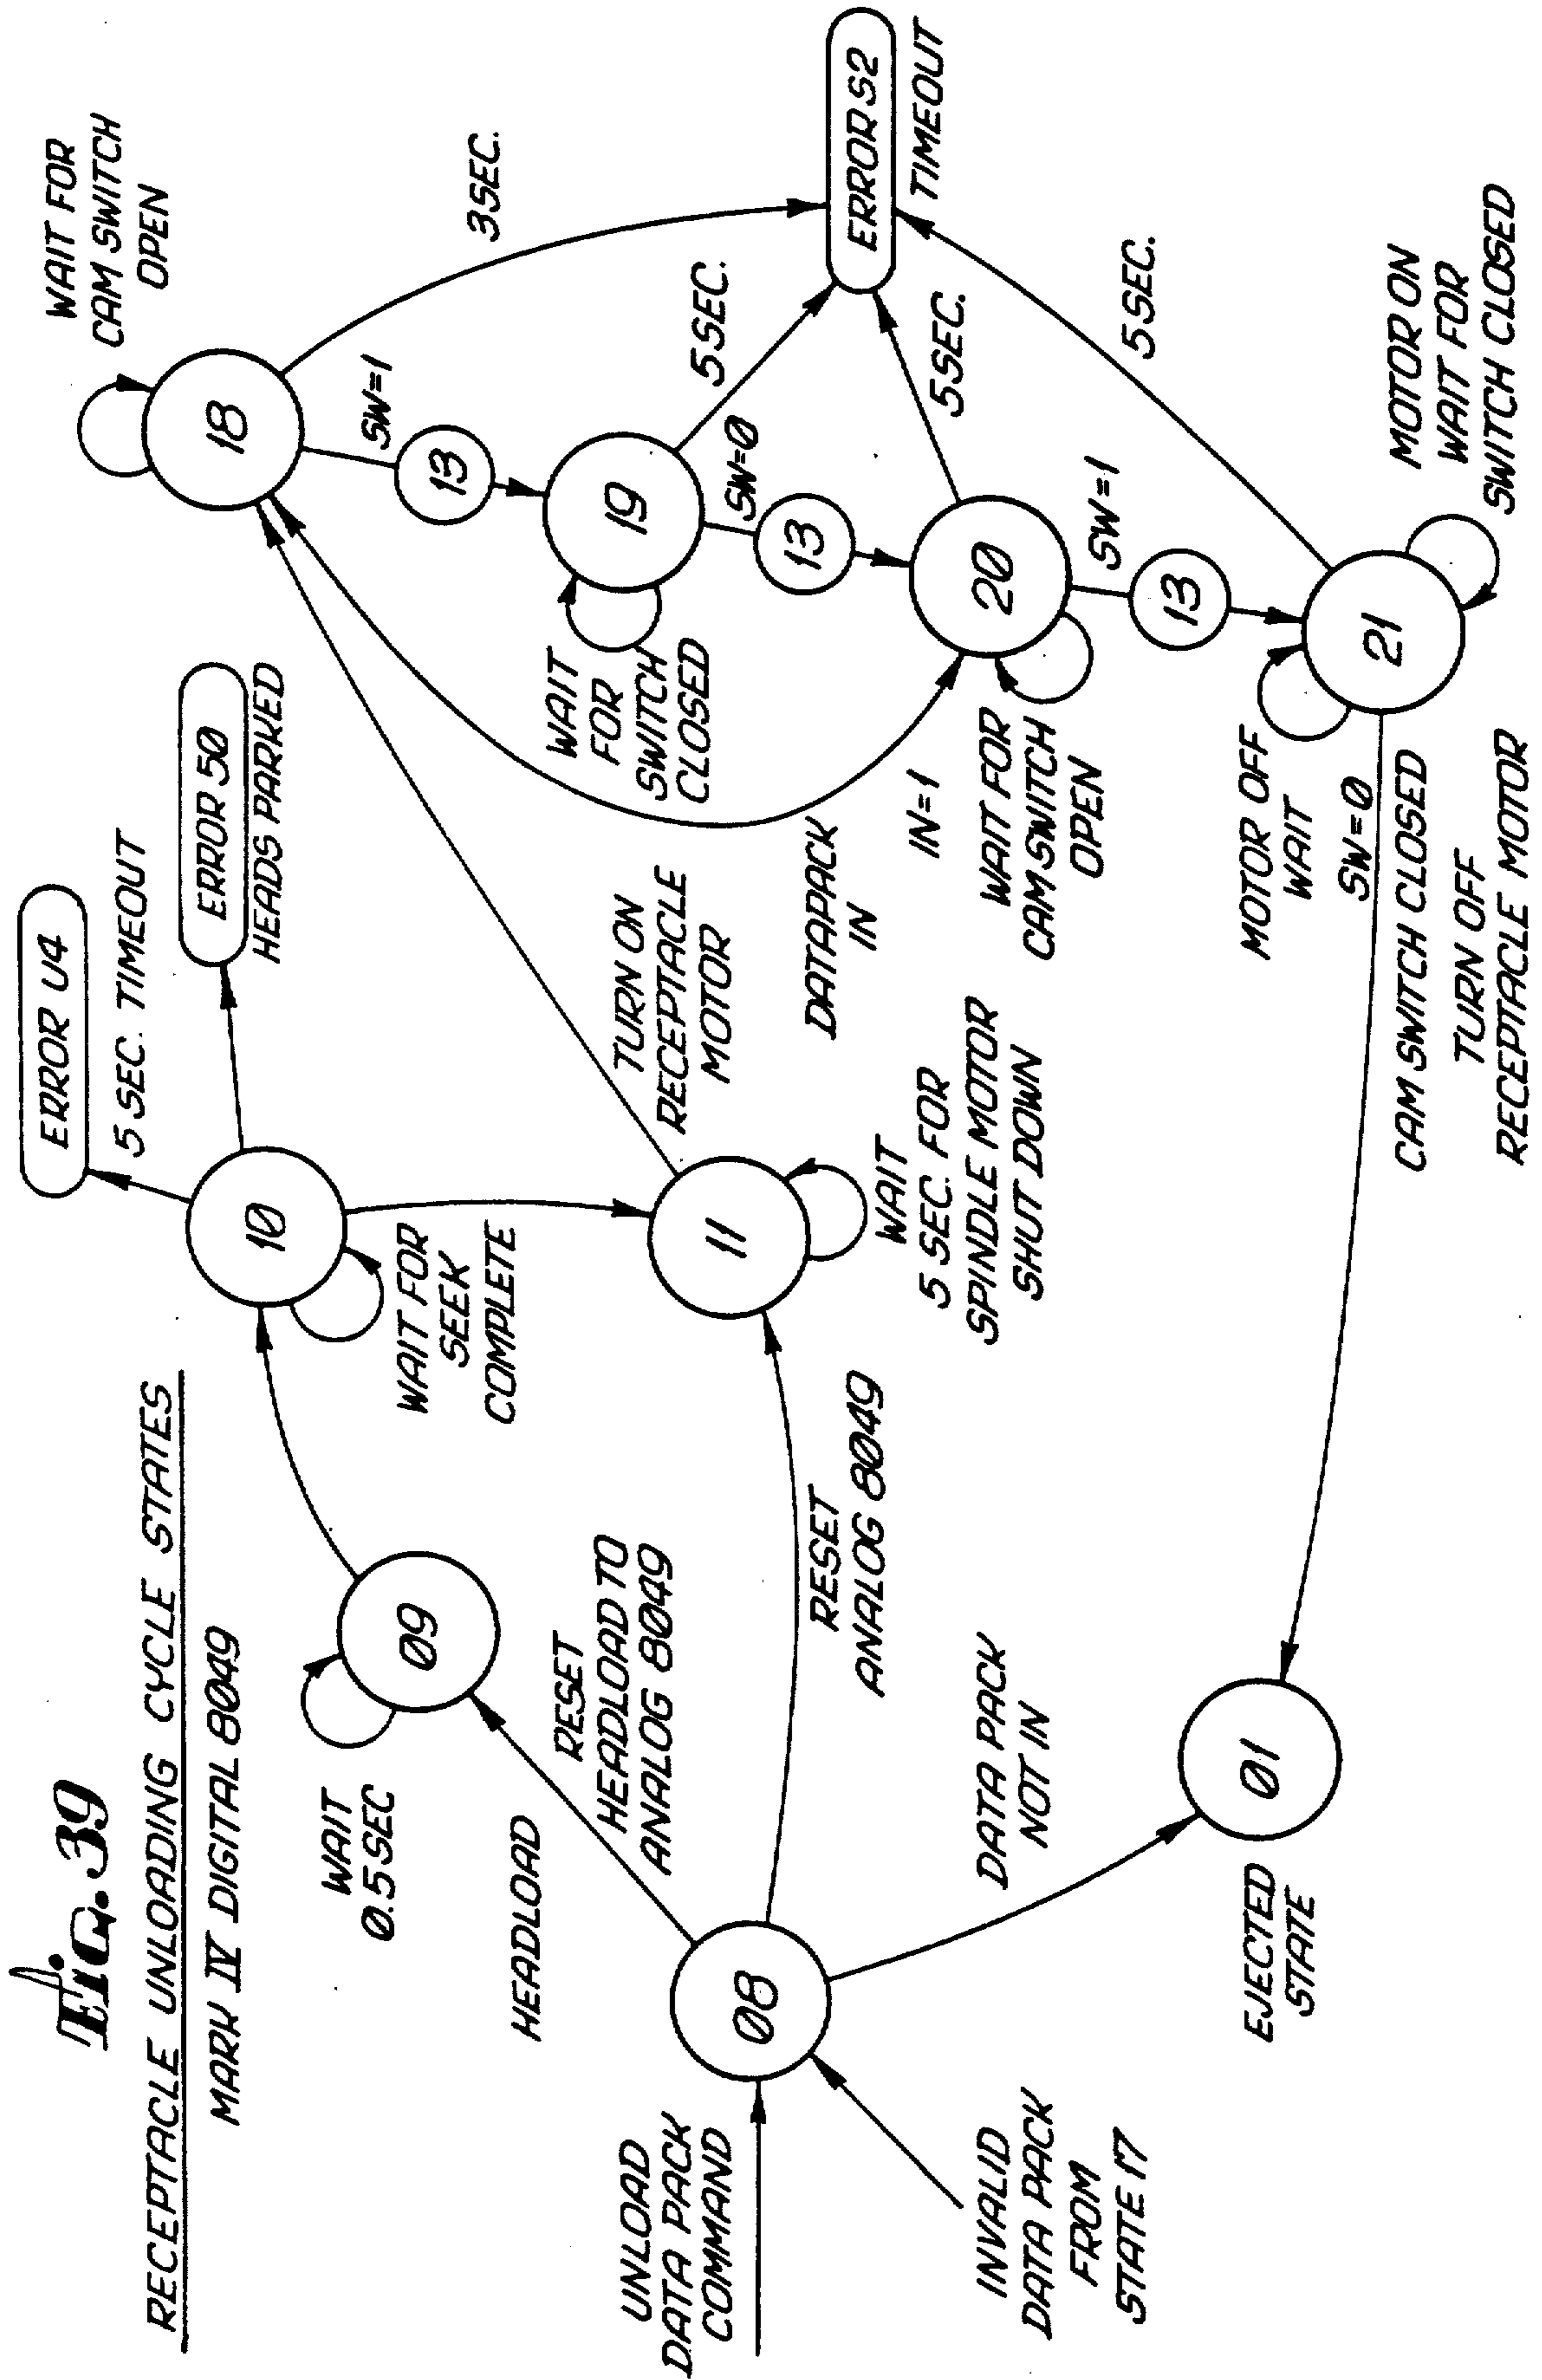 Fig. 39
RECEPTACLE UNLOADING CYCLE STATES
MARK IV DIGITAL 8049
UNLOAD
DATA PACK
COMMAND
INVALID
DATA PACK
FROM
STATE 17
08
HEADLOAD
RESET
HEADLOAD TO
ANALOG 8049
WAIT
0.5 SEC
09
RESET
ANALOG 8049
DATA PACK
NOT IN
EJECTED
STATE
01
10
WAIT FOR
SEEK
COMPLETE
ERROR U4
5 SEC. TIMEOUT
ERROR 50
HEADS PARKED
11
WAIT
5 SEC. FOR
SPINDLE MOTOR
SHUT DOWN
TURN ON
RECEPTACLE
MOTOR
DATAPACK
IN
IN=1
WAIT FOR
CAM SWITCH
OPEN
18
3 SEC.
SW=1
13
19
WAIT
FOR
SWITCH
CLOSED
5 SEC.
SW=0
13
20
WAIT FOR
CAM SWITCH
OPEN
5 SEC.
SW=1
13
21
MOTOR OFF
WAIT
SW=0
CAM SWITCH CLOSED
TURN OFF
RECEPTACLE MOTOR
MOTOR ON
WAIT FOR
SWITCH CLOSED
5 SEC.
ERROR 52
TIMEOUT